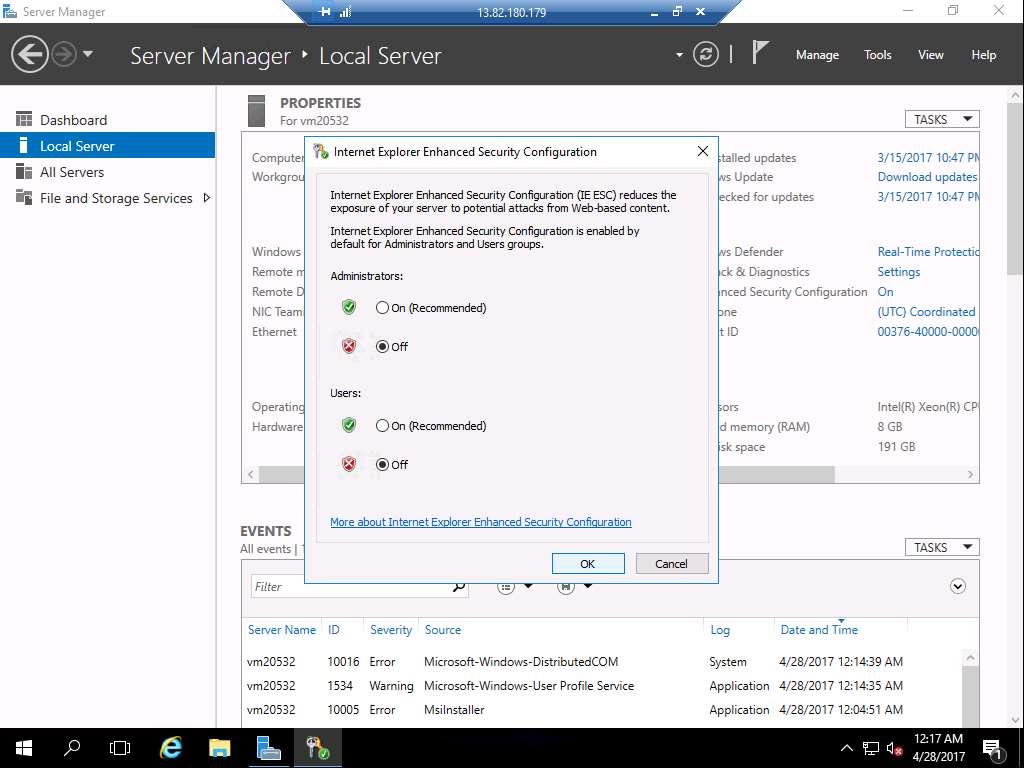 Server Manager
13.82.180.179
Server Manager ‣ Local Server
Manage Tools View Help
Dashboard
Local Server
All Servers
File and Storage Services
PROPERTIES
For vm20532
TASKS
Internet Explorer Enhanced Security Configuration
Internet Explorer Enhanced Security Configuration (IE ESC) reduces the
exposure of your server to potential attacks from Web-based content.
Internet Explorer Enhanced Security Configuration is enabled by
default for Administrators and Users groups.
Administrators:
On (Recommended)
Off
Users:
On (Recommended)
Off
More about Internet Explorer Enhanced Security Configuration
OK Cancel
Computer
Workgrou
Windows
Remote m
Remote D
NIC Team
Ethernet
Operating
Hardware
stalled updates 3/15/2017 10:47 PM
ws Update Download updates
ecked for updates 3/15/2017 10:47 PM
ws Defender Real-Time Protectio
ck & Diagnostics Settings
nced Security Configuration On
one (UTC) Coordinated
t ID 00376-40000-00000
sors Intel(R) Xeon(R) CP
d memory (RAM) 8 GB
isk space 191 GB
EVENTS
All events |
TASKS
Filter
Server Name ID Severity Source Log Date and Time
vm20532 10016 Error Microsoft-Windows-DistributedCOM System 4/28/2017 12:14:39 AM
vm20532 1534 Warning Microsoft-Windows-User Profile Service Application 4/28/2017 12:14:35 AM
vm20532 10005 Error MsiInstaller Application 4/28/2017 12:04:51 AM
12:17 AM
4/28/2017
1